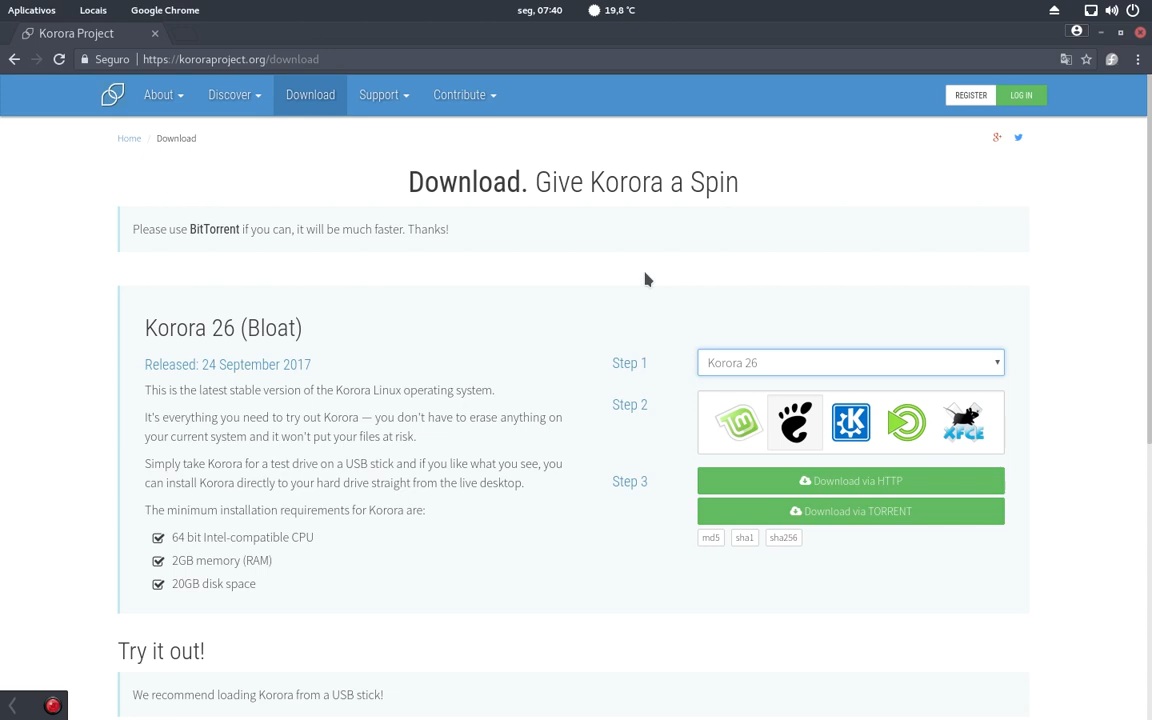 Aplicativos Locais Google Chrome seg, 07:40 19,8 °C
Korora Project
Seguro https://kororaproject.org/download
About Discover Download Support Contribute REGISTER LOG IN
Home / Download
Download. Give Korora a Spin
Please use BitTorrent if you can, it will be much faster. Thanks!
Korora 26 (Bloat)
Released: 24 September 2017
This is the latest stable version of the Korora Linux operating system.
It's everything you need to try out Korora — you don't have to erase anything on
your current system and it won't put your files at risk.
Simply take Korora for a test drive on a USB stick and if you like what you see, you
can install Korora directly to your hard drive straight from the live desktop.
The minimum installation requirements for Korora are:
64 bit Intel-compatible CPU
2GB memory (RAM)
20GB disk space
Step 1 Korora 26
Step 2
XFCE
Step 3 Download via HTTP
Download via TORRENT
md5 sha1 sha256
Try it out!
We recommend loading Korora from a USB stick!